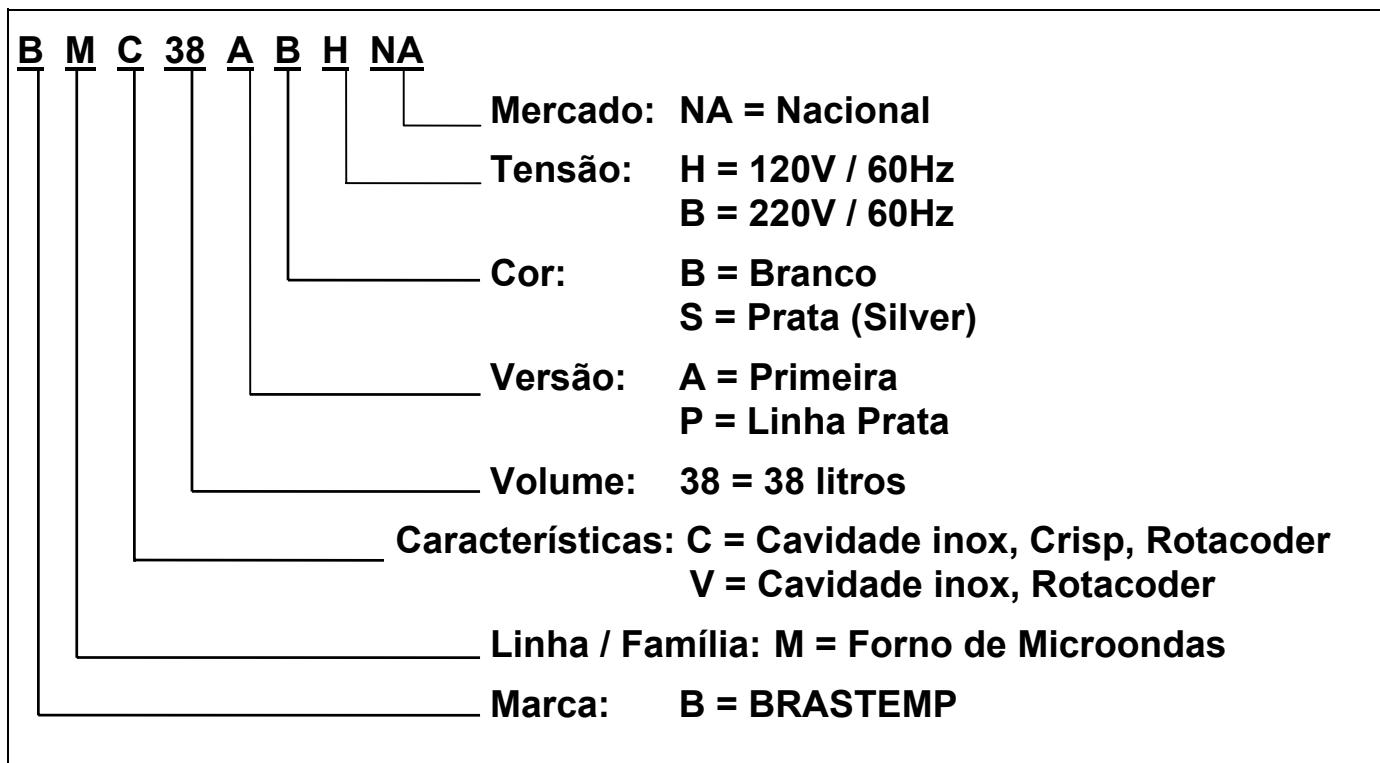 B M C 38 A B H NA
Mercado: NA = Nacional
Tensão: H = 120V / 60Hz
B = 220V / 60Hz
Cor: B = Branco
S = Prata (Silver)
Versão: A = Primeira
P = Linha Prata
Volume: 38 = 38 litros
Características: C = Cavidade inox, Crisp, Rotacoder
V = Cavidade inox, Rotacoder
Linha / Família: M = Forno de Microondas
Marca: B = BRASTEMP